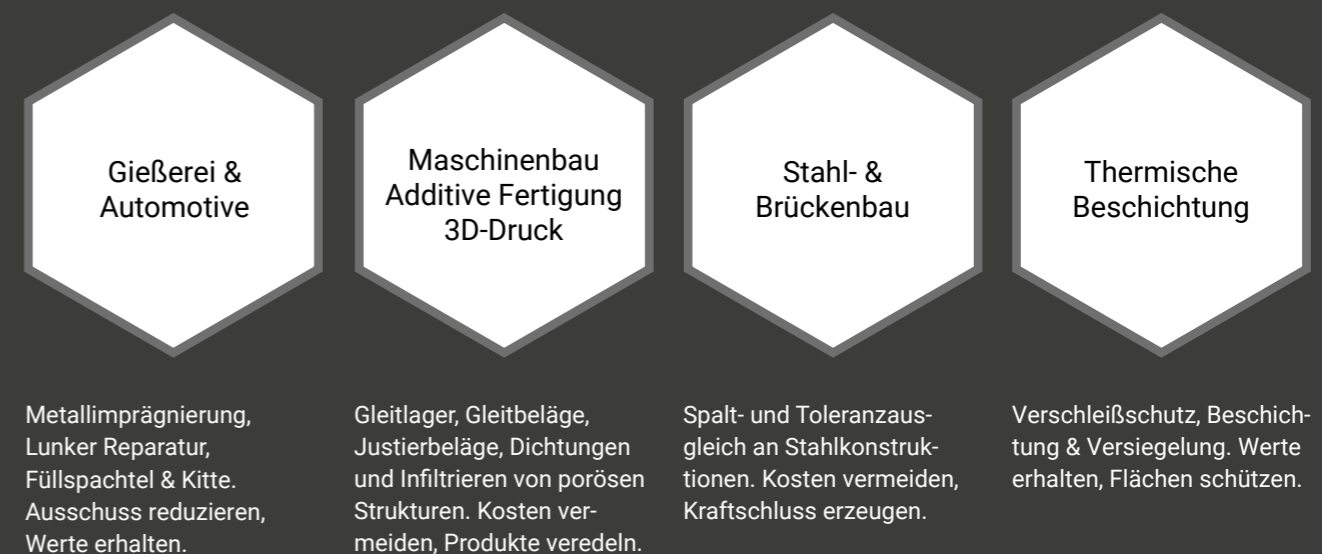 Gießerei &
Automotive
Maschinenbau
Additive Fertigung
3D-Druck
Stahl- &
Brückenbau
Thermische
Beschichtung
Metallimprägnierung,
Lunker Reparatur,
Füllspachtel & Kitte.
Ausschuss reduzieren,
Werte erhalten.
Gleitlager, Gleitbeläge,
Justierbeläge, Dichtungen
und Infiltrieren von porösen
Strukturen. Kosten ver-
meiden, Produkte veredeln.
Spalt- und Toleranzaus-
gleich an Stahlkonstruk-
tionen. Kosten vermeiden,
Kraftschluss erzeugen.
Verschleißschutz, Beschich-
tung & Versiegelung. Werte
erhalten, Flächen schützen.